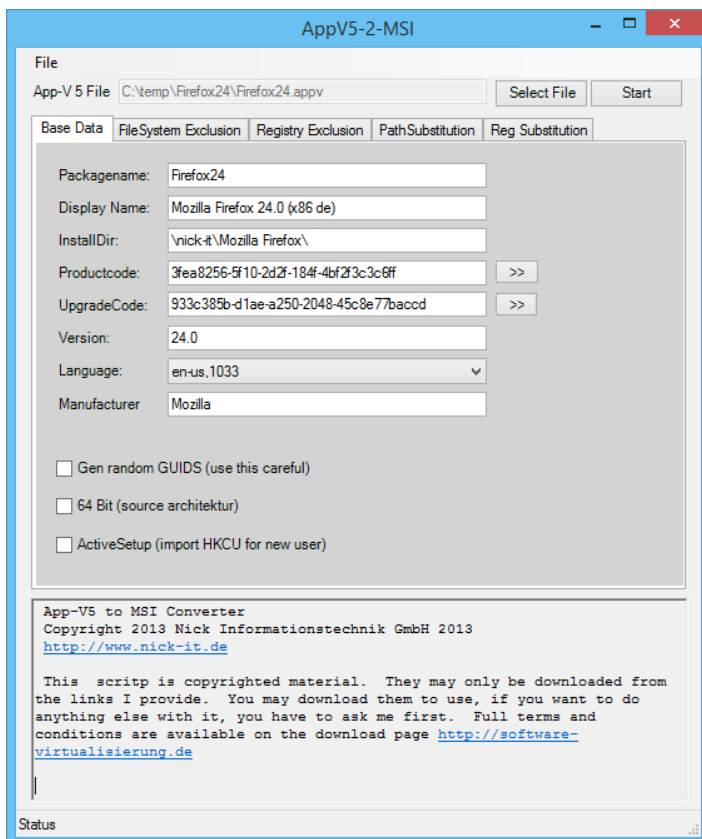 AppV5-2-MSI
File
App-V 5 File C:\temp\Firefox24\Firefox24.appv Select File Start
Base Data FileSystem Exclusion Registry Exclusion PathSubstitution Reg Substitution
Packagename: Firefox24
Display Name: Mozilla Firefox 24.0 (x86 de)
InstallDir: \nick-it\Mozilla Firefox\
Productcode: 3fea8256-5f10-2d2f-184f-4bf2f3c3c6ff >>
UpgradeCode: 933c385b-d1ae-a250-2048-45c8e77baccd >>
Version: 24.0
Language: en-us,1033
Manufacturer Mozilla
Gen random GUIDS (use this careful)
64 Bit (source architektur)
ActiveSetup (import HKCU for new user)
App-V5 to MSI Converter
Copyright 2013 Nick Informationstechnik GmbH 2013
http://www.nick-it.de
This scritp is copyrighted material. They may only be downloaded from
the links I provide. You may download them to use, if you want to do
anything else with it, you have to ask me first. Full terms and
conditions are available on the download page http://software-
virtualisierung.de
Status